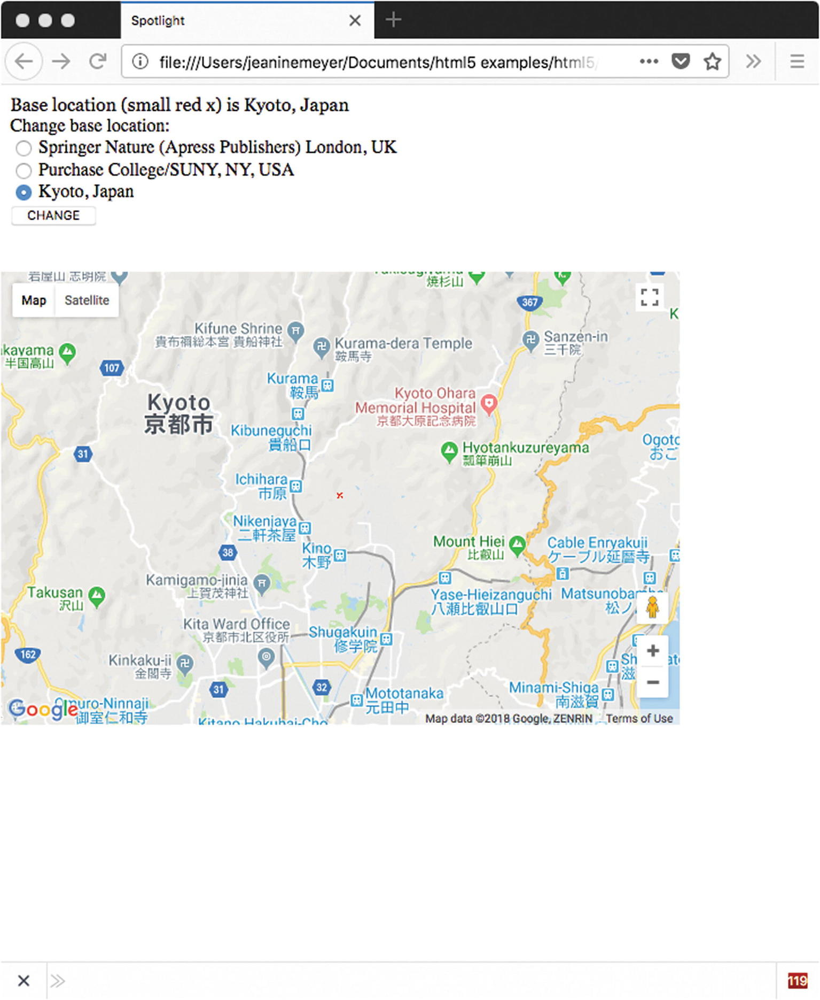 Spotlight
file:///Users/jeaninemeyer/Documents/html5 examples/html5/
Base location (small red x) is Kyoto, Japan
Change base location:
Springer Nature (Apress Publishers) London, UK
Purchase College/SUNY, NY, USA
Kyoto, Japan
CHANGE
岩屋山 志明院
焼杉山
Map
Satellite
367
K
Kifune Shrine
貴布禰総本宮 貴船神社
Kurama-dera Temple
鞍馬寺
Sanzen-in
三千院
kayama
半国高山
107
Kurama
鞍馬
Kyoto
京都市
Kyoto Ohara
Memorial Hospital
京都大原記念病院
Kibuneguchi
貴船口
31
Hyotankuzureyama
瓢箪崩山
Ogoto
おご
Ichihara
市原
Nikenjaya
二軒茶屋
38
Kino
木野
Mount Hiei
比叡山
Cable Enryakuji
ケーブル延暦寺
Kamigamo-jinja
上賀茂神社
Takusan
沢山
Yase-Hieizanguchi
八瀬比叡山口
Matsunobamba
松ノ
Kita Ward Office
京都市北区役所
Shugakuin
修学院
162
Kinkaku-ji
金閣寺
Sh
滋
31
32
Mototanaka
元田中
Minami-Shiga
南滋賀
Google
Omuro-Ninnaji
御室仁和寺
Kitano Hakubai-Cho
Map data ©2018 Google, ZENRIN
Terms of Use
119